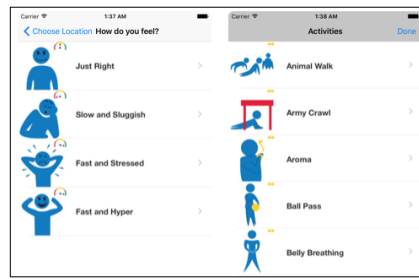 Carrier 1:37 AM
Choose Location How do you feel?
Just Right
Slow and Sluggish
Fast and Stressed
Fast and Hyper
Carrier 1:38 AM
Activities Done
Animal Walk
Army Crawl
Aroma
Ball Pass
Belly Breathing